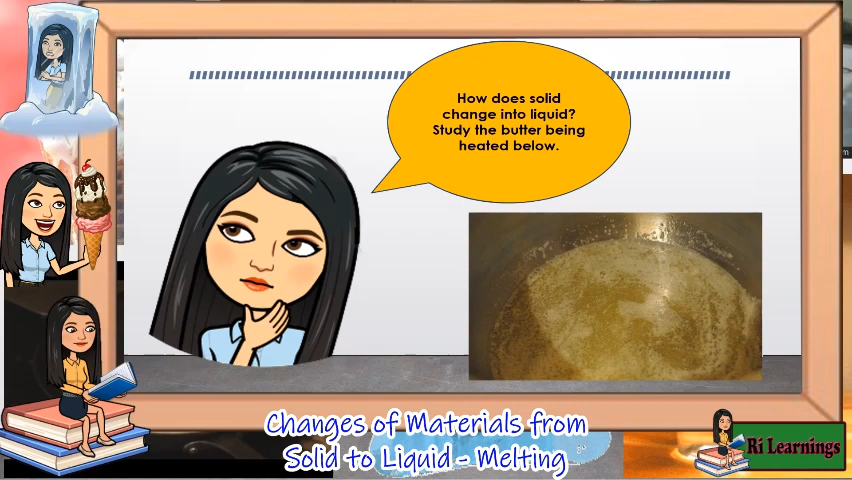 How does solid
change into liquid?
Study the butter being
heated below.
Changes of Materials from
Solid to Liquid - Melting
Ri Learnings